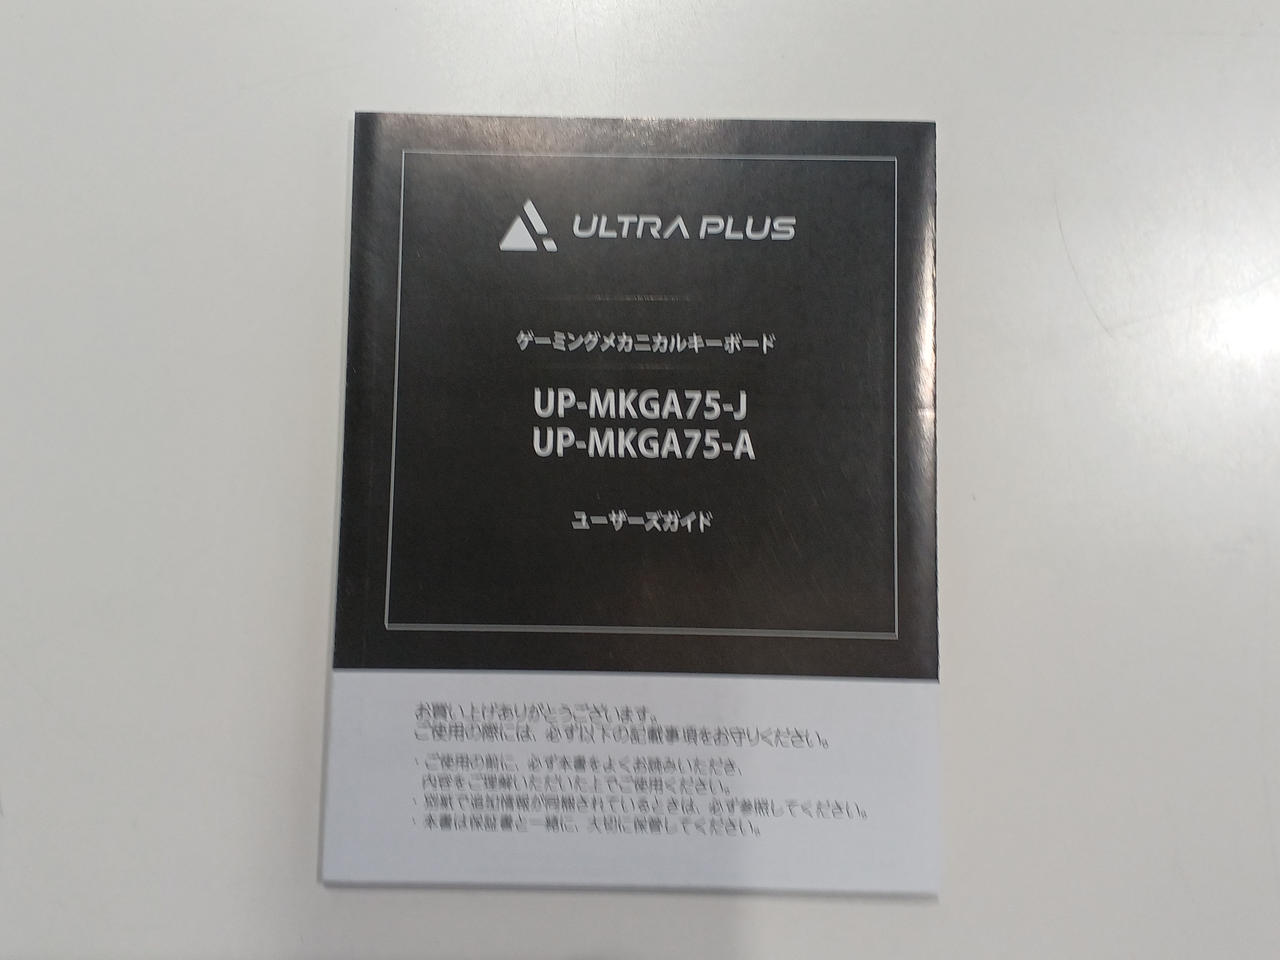 ULTRA PLUS
ゲーミングメカニカルキーボード
UP-MKGA75-J
UP-MKGA75-A
ユーザーズガイド
お買い上げありがとうございます。
ご使用の際には、必ず以下の記載事項をお守りください。
・ご使用の前に、必ず本書をよくお読みいただき、
内容をご理解いただいた上でご使用ください。
・別紙で追加情報が同梱されているときは、必ず参照してください。
・本書は保証書と一緒に、大切に保管してください。